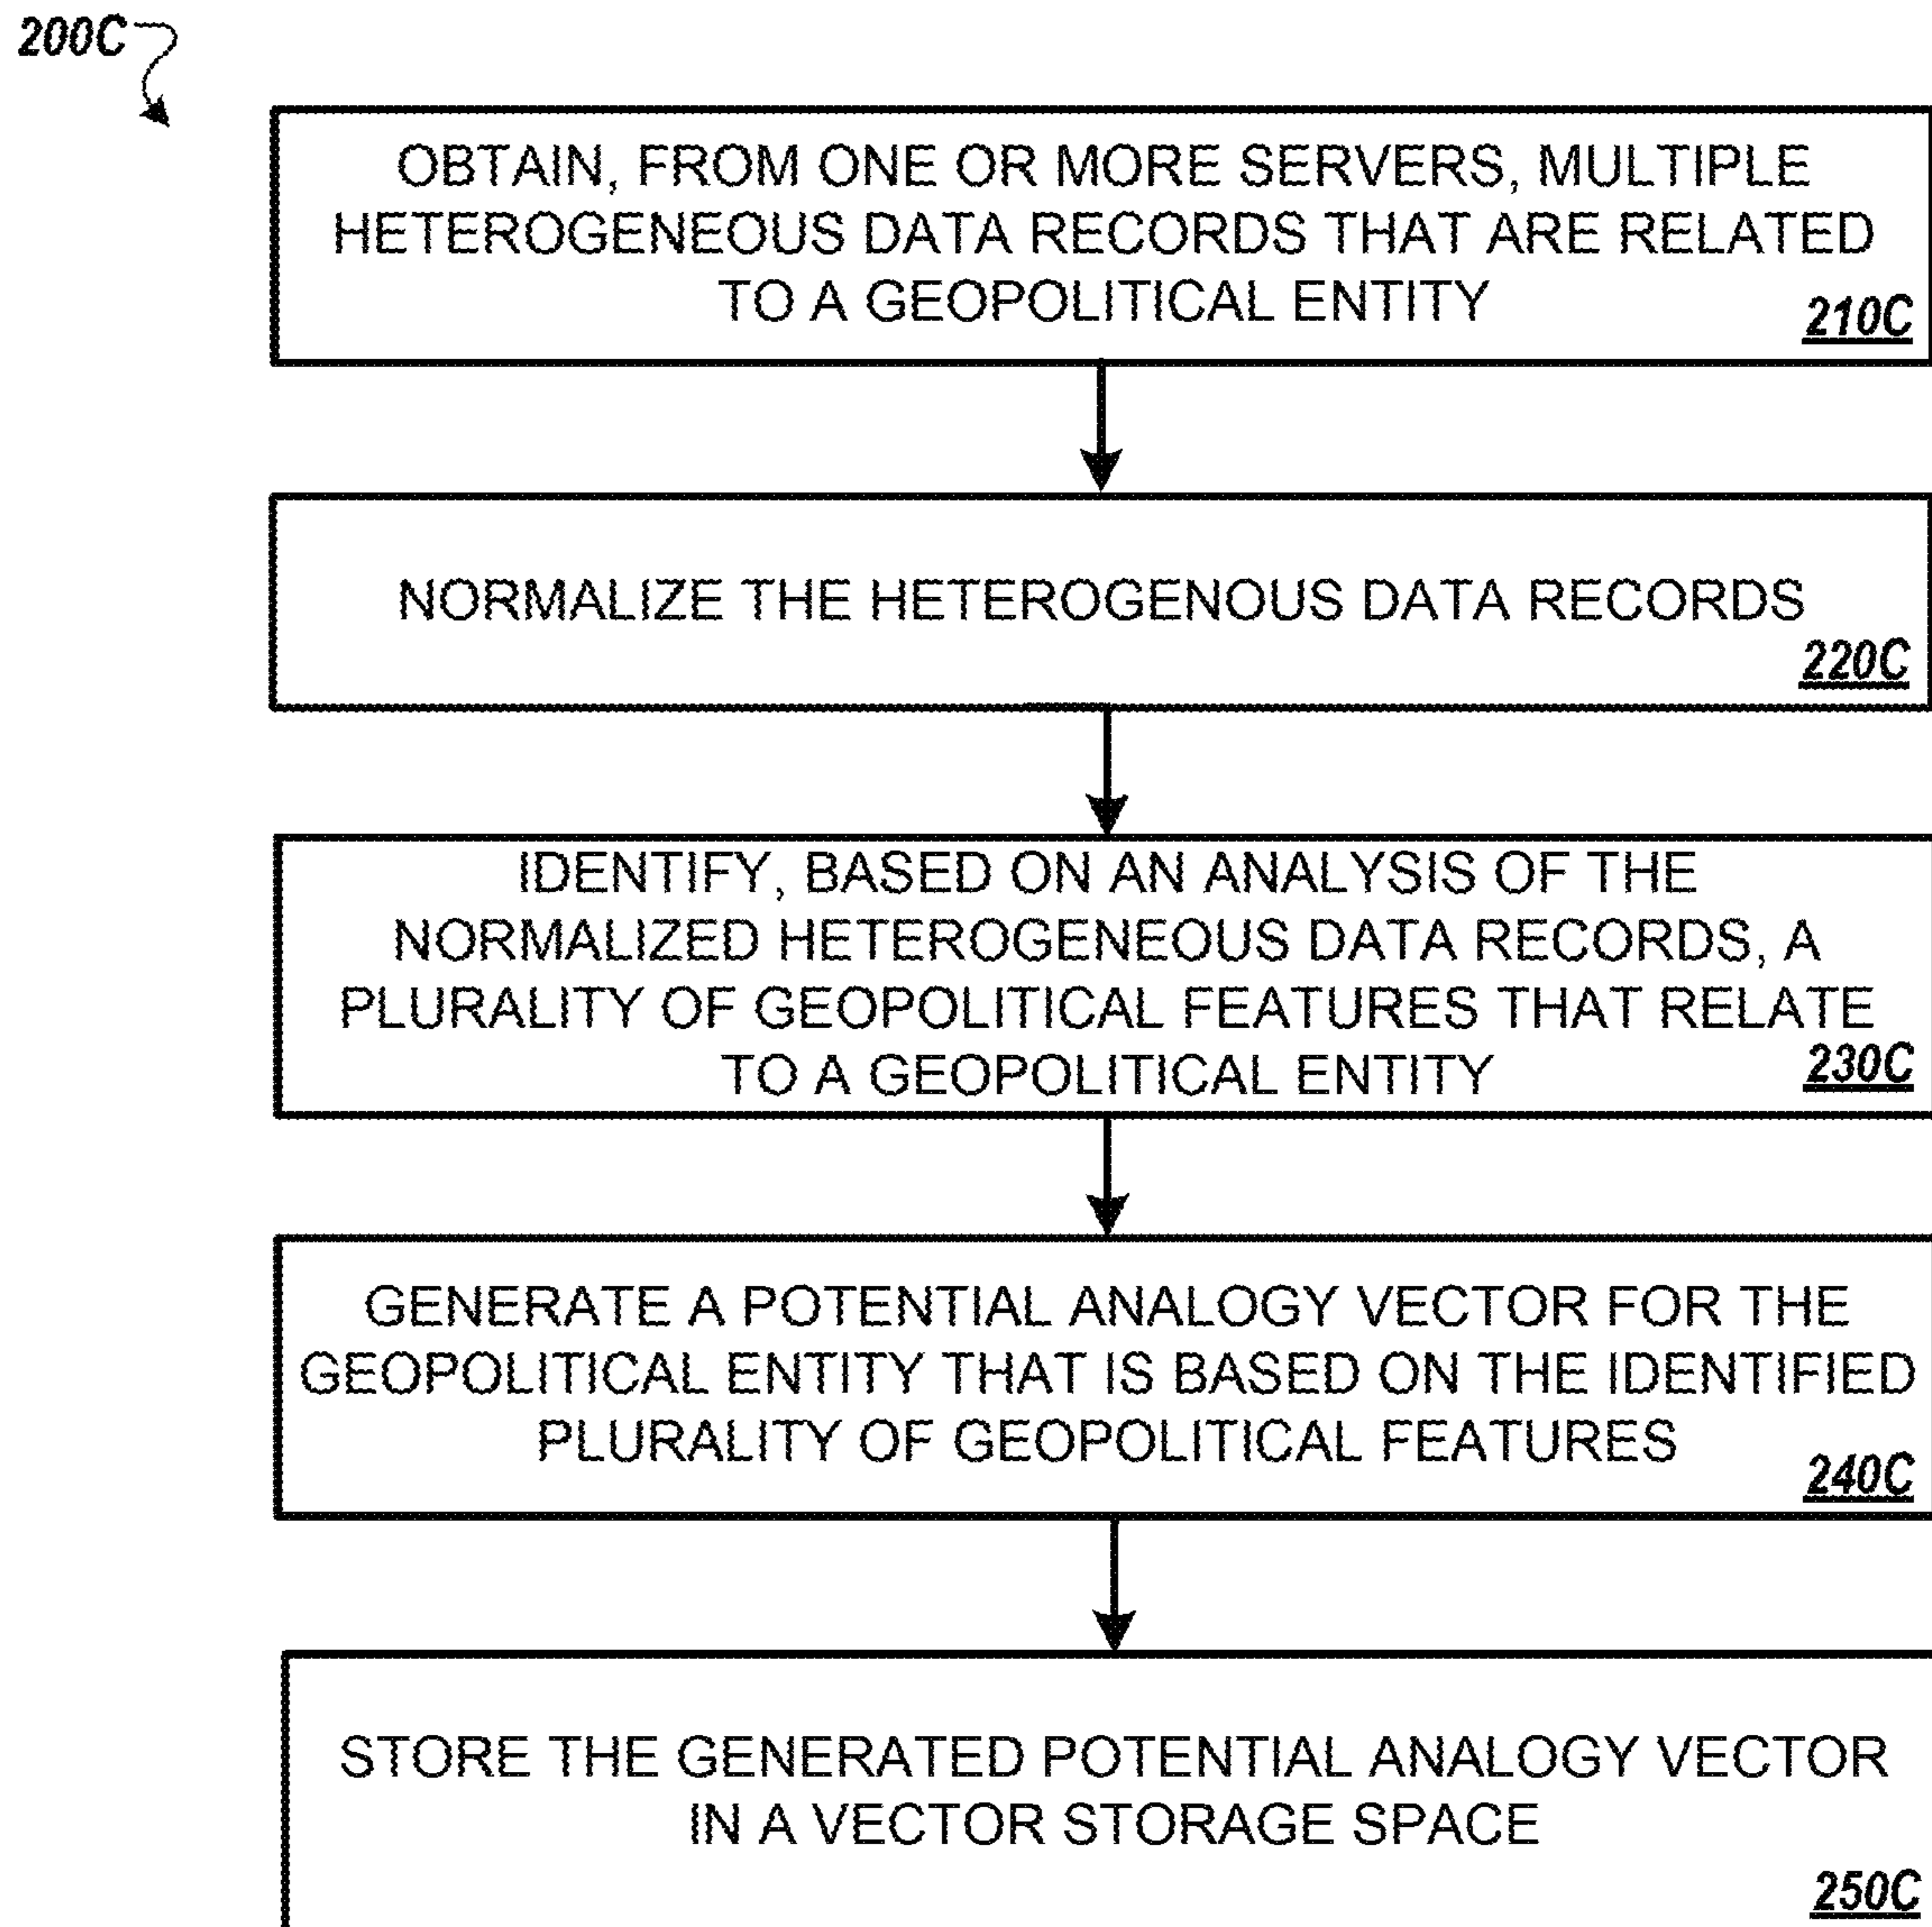 200C
OBTAIN, FROM ONE OR MORE SERVERS, MULTIPLE
HETEROGENEOUS DATA RECORDS THAT ARE RELATED
TO A GEOPOLITICAL ENTITY
210C
NORMALIZE THE HETEROGENOUS DATA RECORDS
220C
IDENTIFY, BASED ON AN ANALYSIS OF THE
NORMALIZED HETEROGENEOUS DATA RECORDS, A
PLURALITY OF GEOPOLITICAL FEATURES THAT RELATE
TO A GEOPOLITICAL ENTITY
230C
GENERATE A POTENTIAL ANALOGY VECTOR FOR THE
GEOPOLITICAL ENTITY THAT IS BASED ON THE IDENTIFIED
PLURALITY OF GEOPOLITICAL FEATURES
240C
STORE THE GENERATED POTENTIAL ANALOGY VECTOR
IN A VECTOR STORAGE SPACE
250C